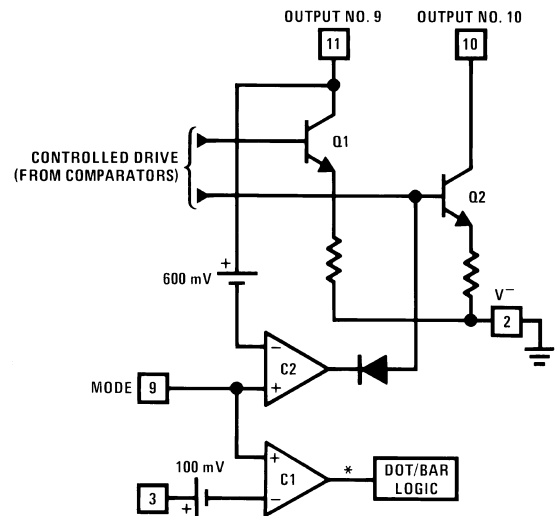 OUTPUT NO. 9
OUTPUT NO. 10
11
10
Q1
CONTROLLED DRIVE
(FROM COMPARATORS)
Q2
+
600 mV
V−
2
−
C2
MODE
9
+
100 mV
+
C1
*
DOT/BAR
LOGIC
3
+
−